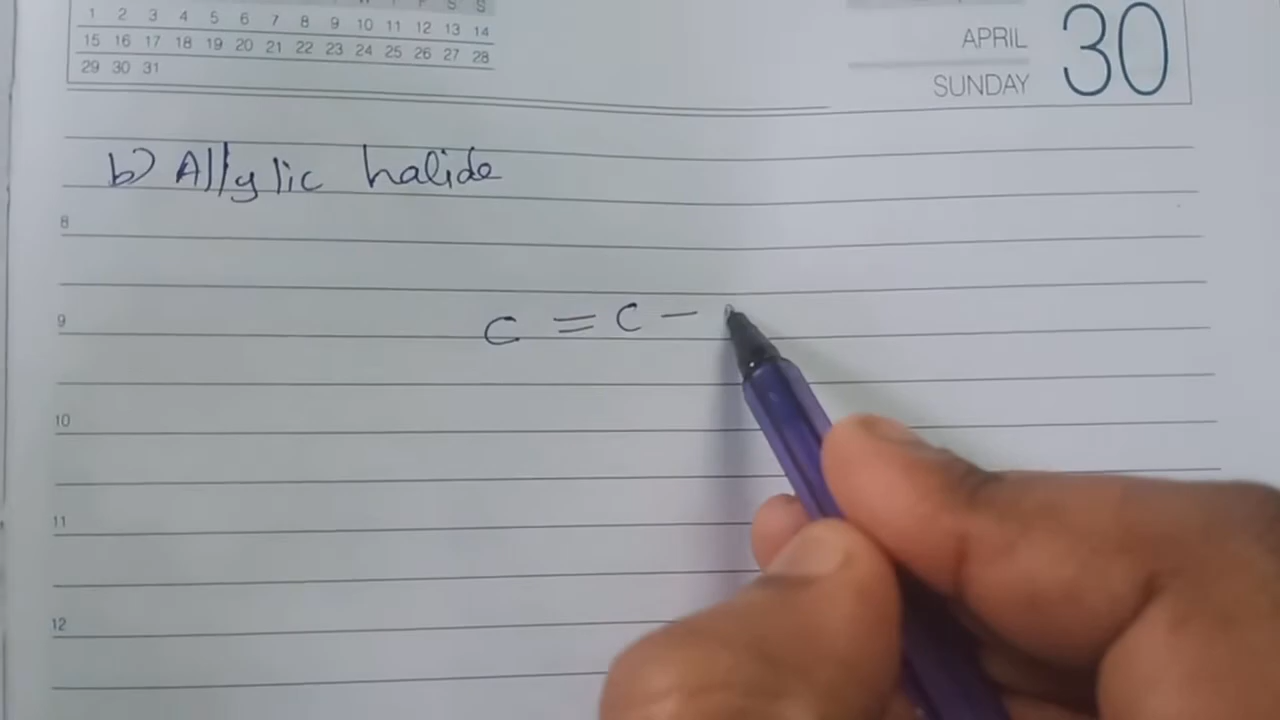 1 2 3 4 5 6 7 8 9 10 11 12 13 14
15 16 17 18 19 20 21 22 23 24 25 26 27 28
29 30 31
APRIL
SUNDAY
30
b) Allylic halide
8
9
C = C -
10
11
12